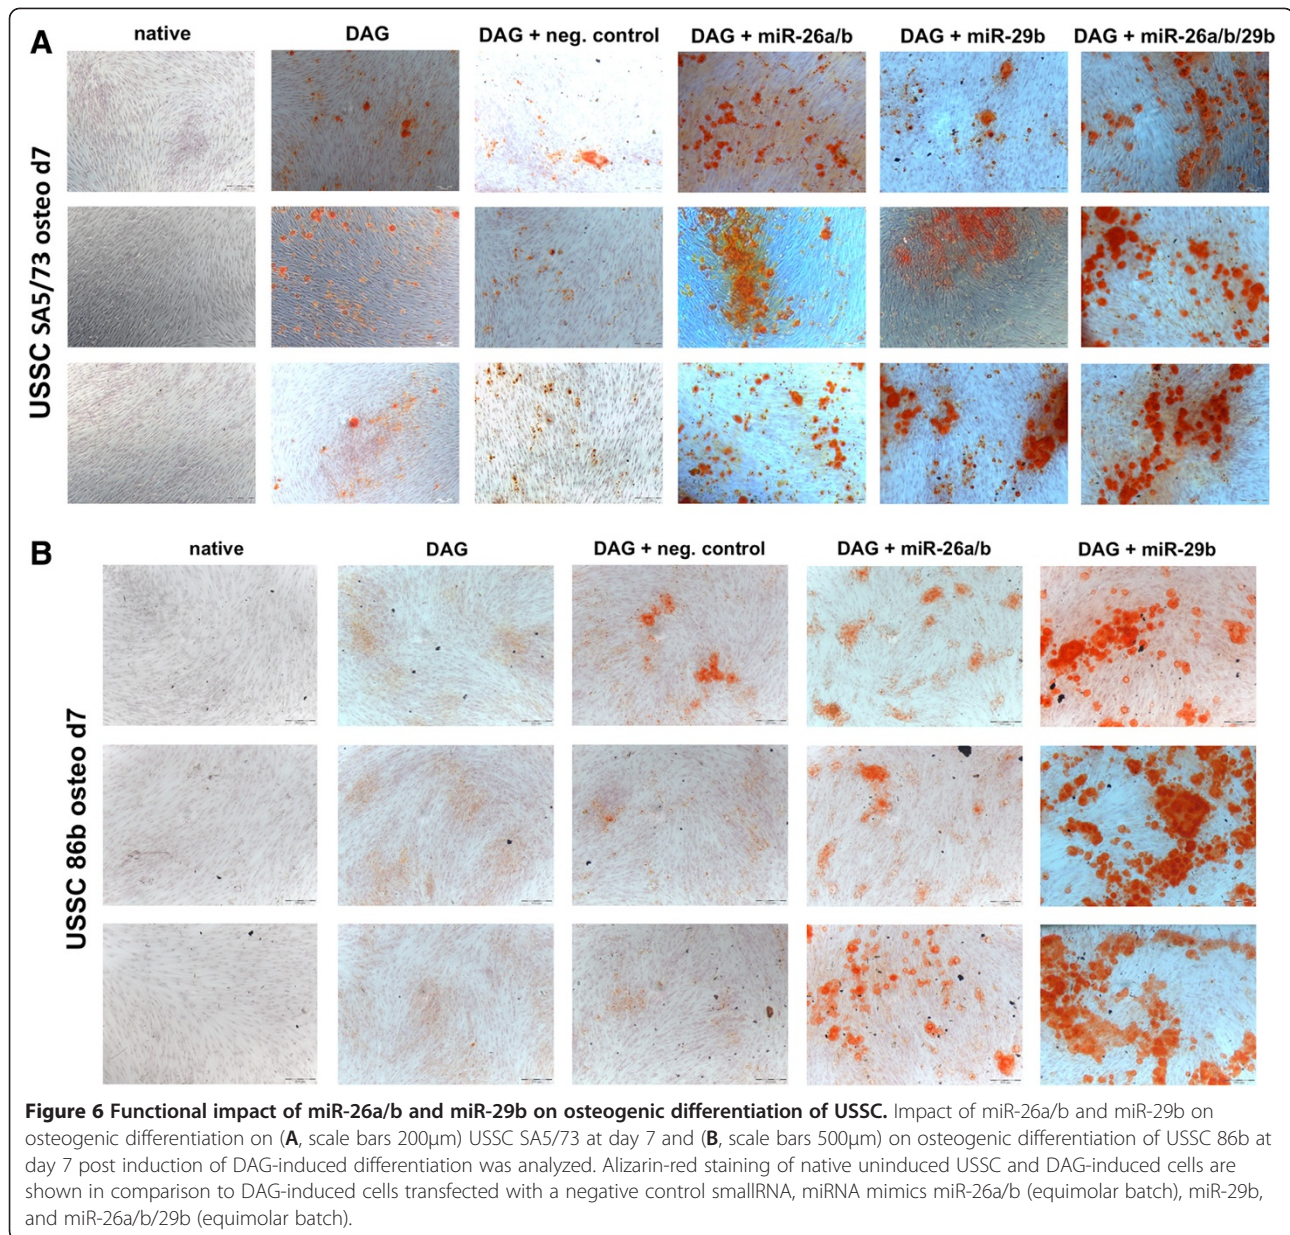 A
native DAG DAG + neg. control DAG + miR-26a/b DAG + miR-29b DAG + miR-26a/b/29b
USSC SA5/73 osteo d7
B
native DAG DAG + neg. control DAG + miR-26a/b DAG + miR-29b
USSC 86b osteo d7
Figure 6 Functional impact of miR-26a/b and miR-29b on osteogenic differentiation of USSC. Impact of miR-26a/b and miR-29b on
osteogenic differentiation on (A, scale bars 200μm) USSC SA5/73 at day 7 and (B, scale bars 500μm) on osteogenic differentiation of USSC 86b at
day 7 post induction of DAG-induced differentiation was analyzed. Alizarin-red staining of native uninduced USSC and DAG-induced cells are
shown in comparison to DAG-induced cells transfected with a negative control smallRNA, miRNA mimics miR-26a/b (equimolar batch), miR-29b,
and miR-26a/b/29b (equimolar batch).